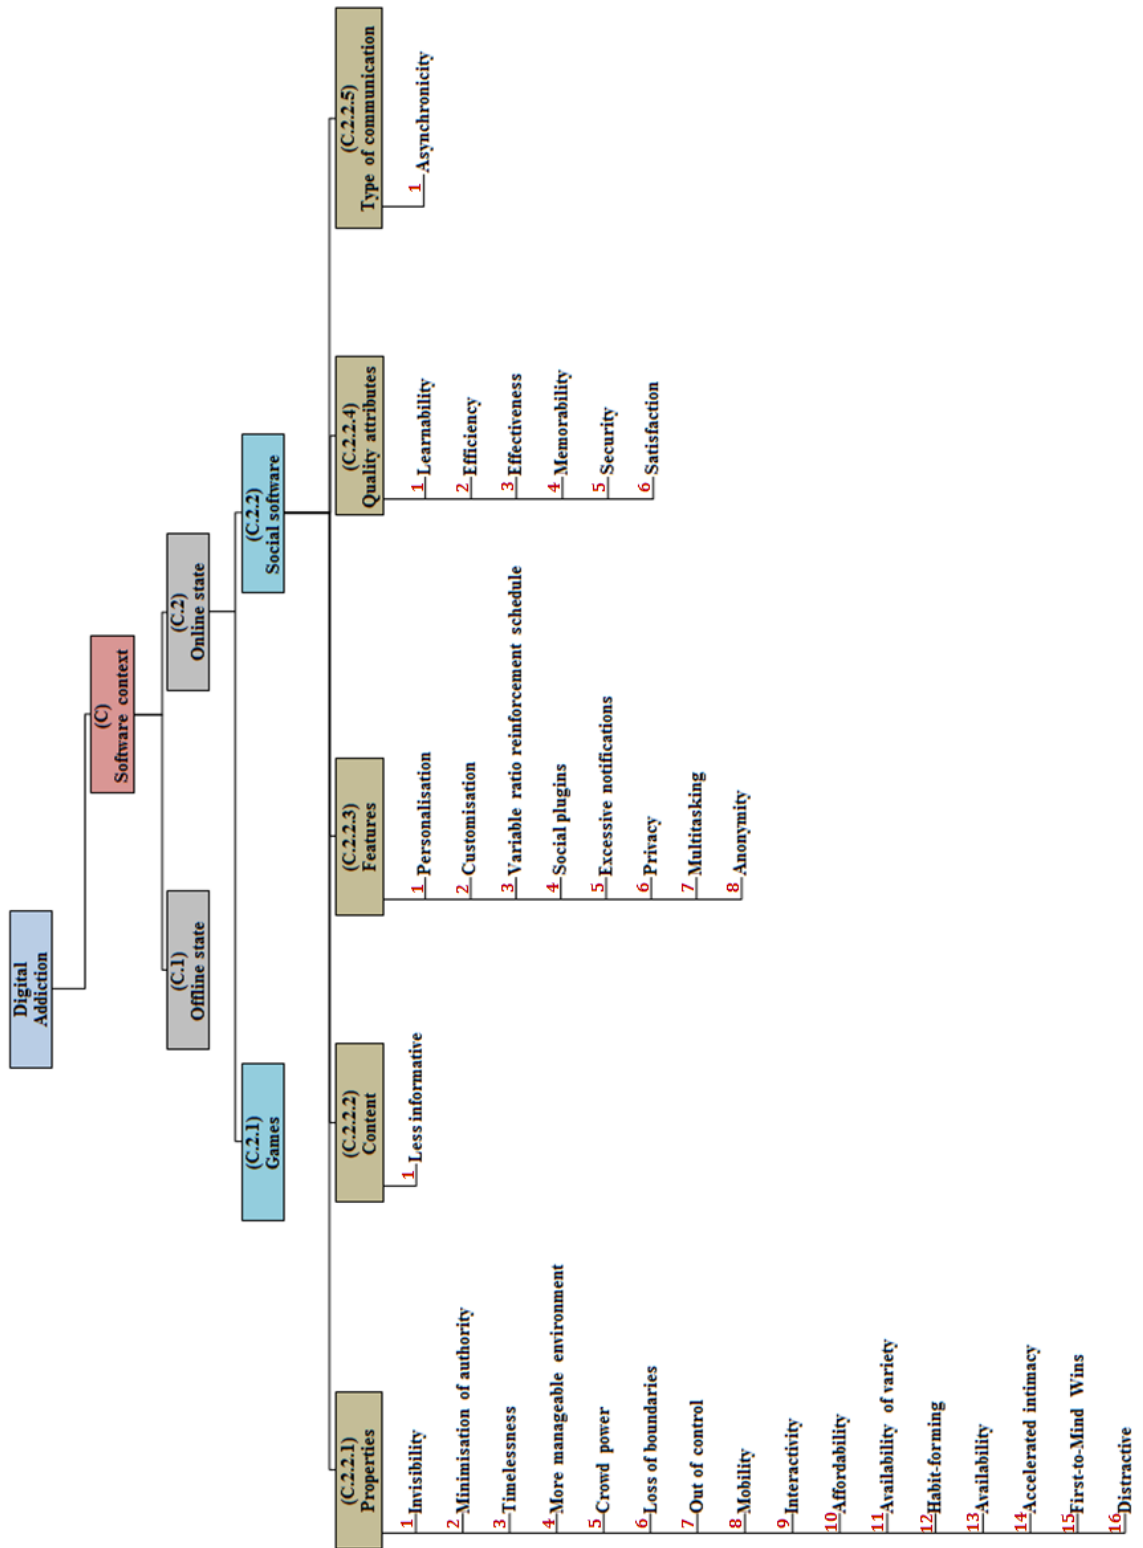 Digital
Addiction
(C)
Software context
(C.1)
Offline state
(C.2)
Online state
(C.2.1)
Games
(C.2.2)
Social software
(C.2.2.1)
Properties
1 Invisibility
2 Minimisation of authority
3 Timelessness
4 More manageable environment
5 Crowd power
6 Loss of boundaries
7 Out of control
8 Mobility
9 Interactivity
10 Affordability
11 Availability of variety
12 Habit-forming
13 Availability
14 Accelerated intimacy
15 First-to-Mind Wins
16 Distractive
(C.2.2.2)
Content
1 Less informative
(C.2.2.3)
Features
1 Personalisation
2 Customisation
3 Variable ratio reinforcement schedule
4 Social plugins
5 Excessive notifications
6 Privacy
7 Multitasking
8 Anonymity
(C.2.2.4)
Quality attributes
1 Learnability
2 Efficiency
3 Effectiveness
4 Memorability
5 Security
6 Satisfaction
(C.2.2.5)
Type of communication
1 Asynchronicity